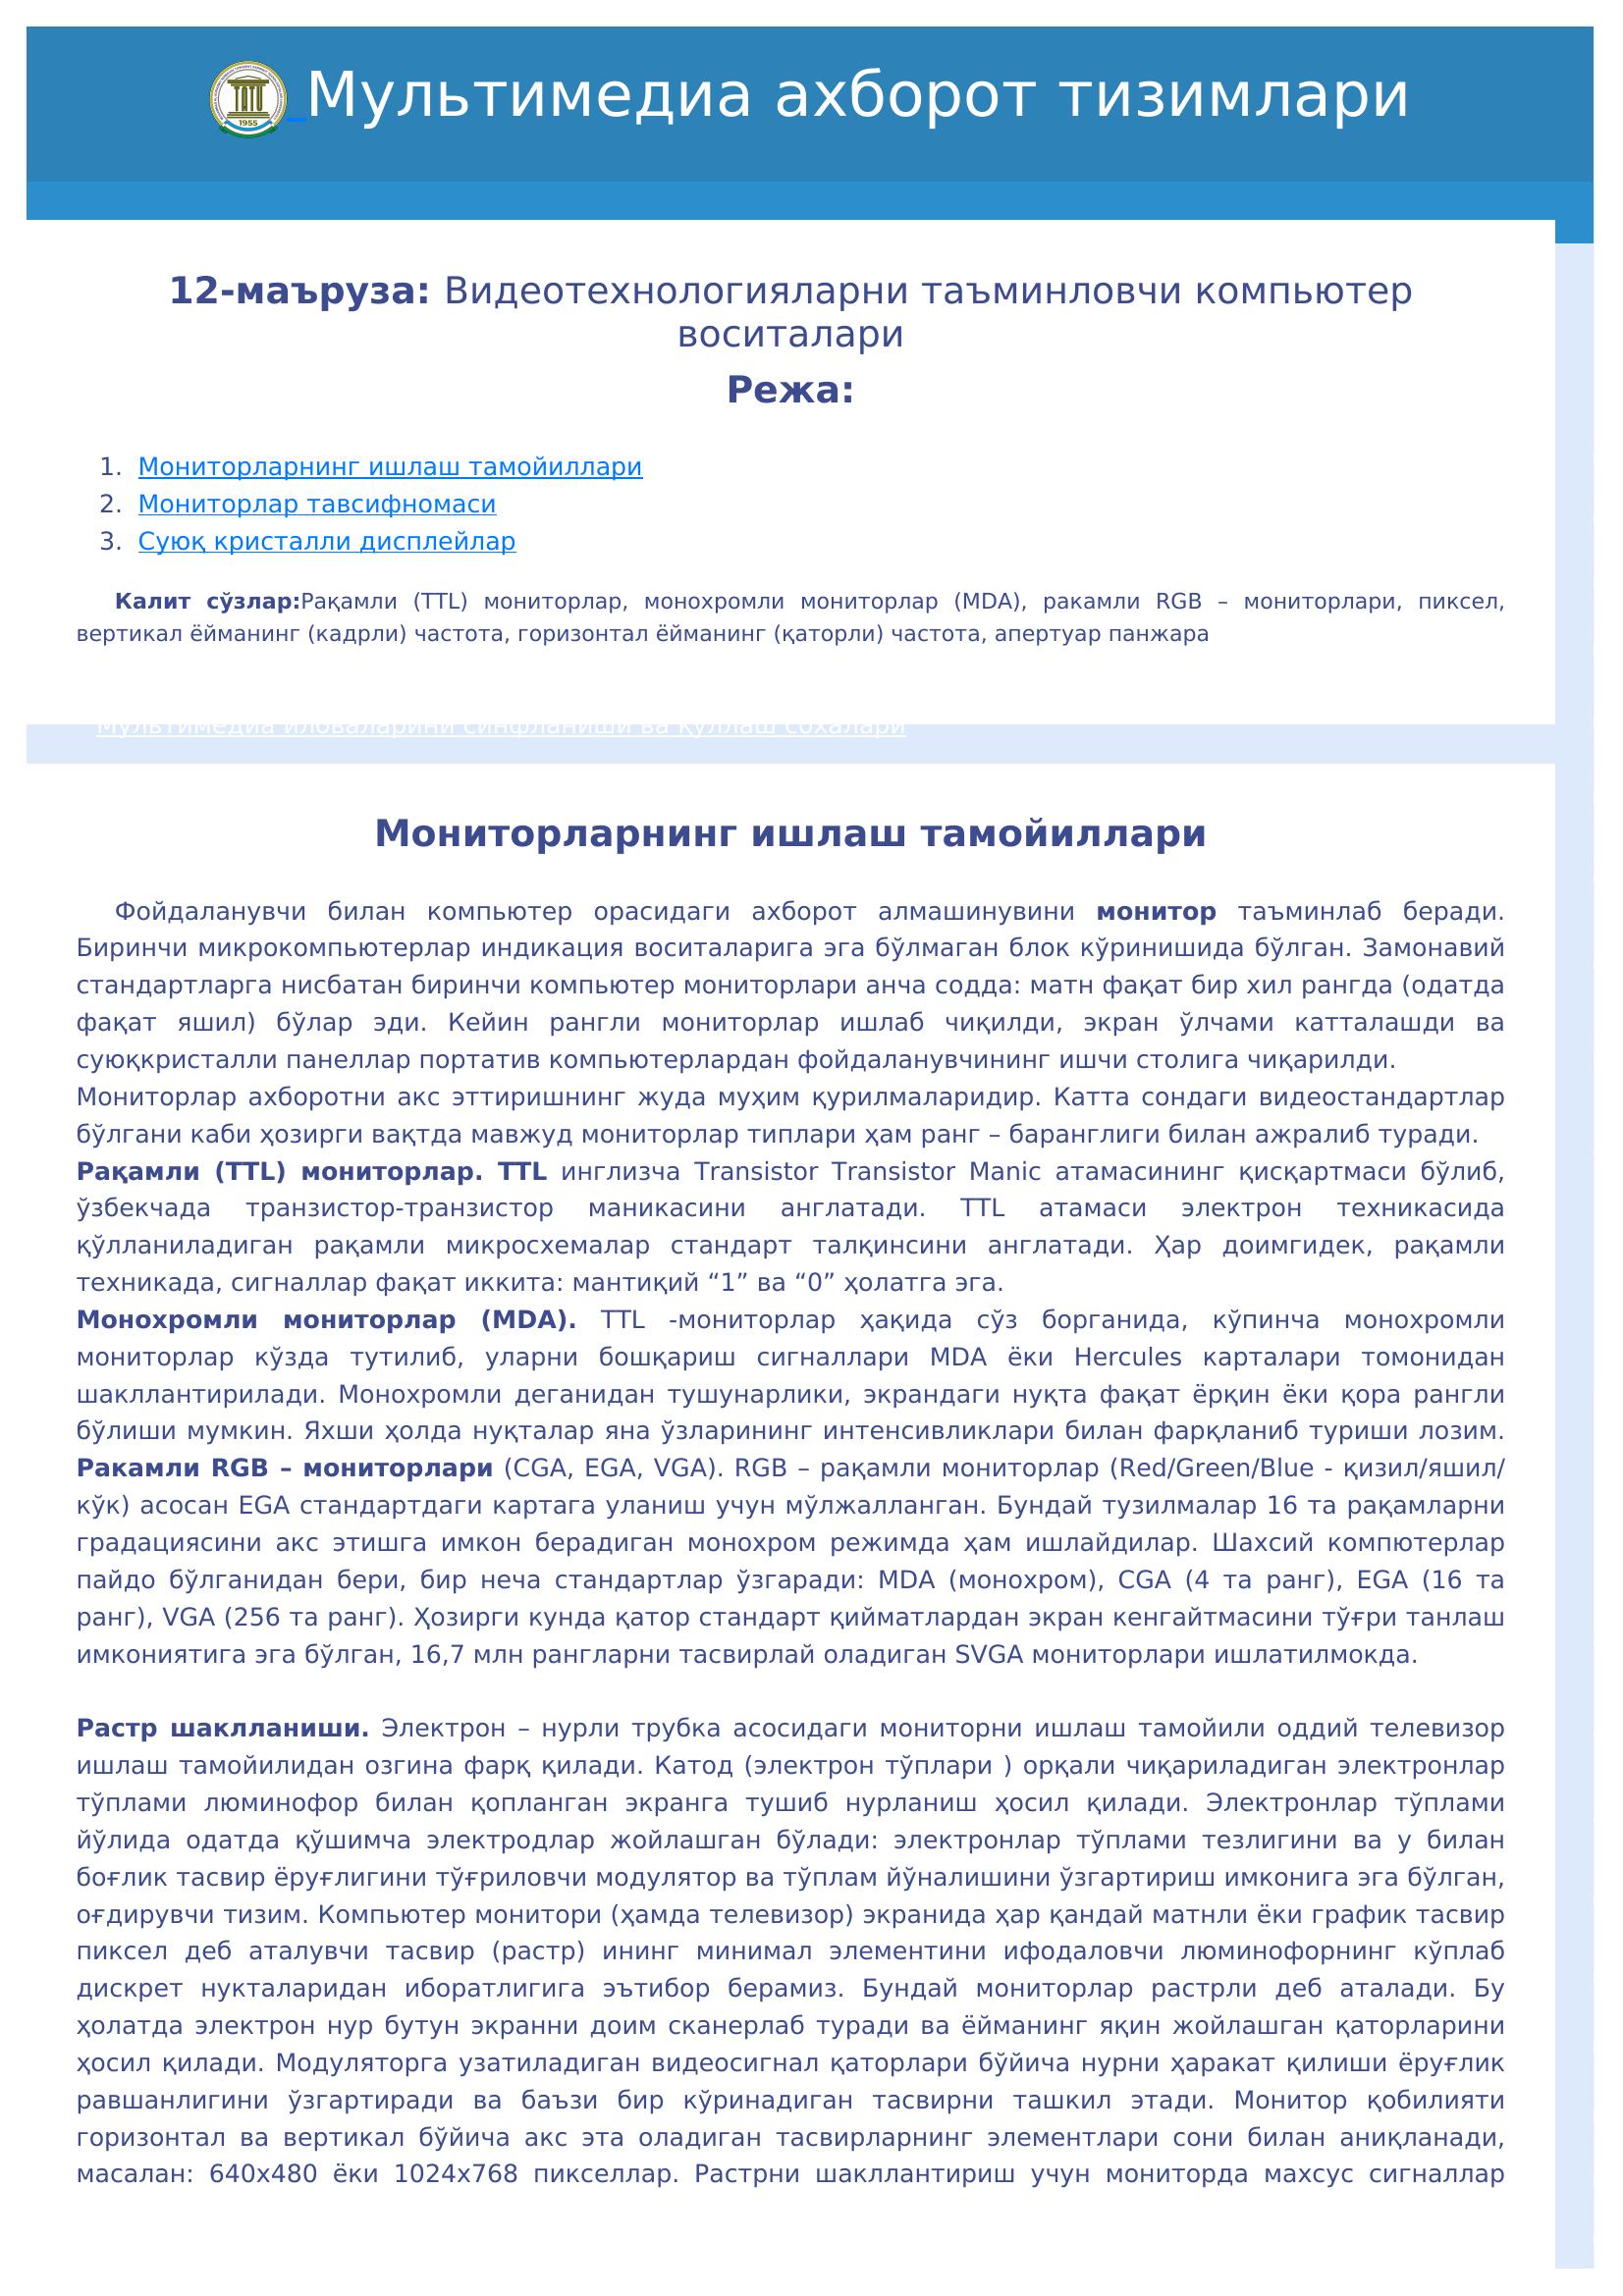 1955
Мультимедиа ахборот тизимлари
12-маъруза: Видеотехнологияларни таъминловчи компьютер
воситалари
Режа:
1. Мониторларнинг ишлаш тамойиллари
2. Мониторлар тавсифномаси
3. Суюқ кристалли дисплейлар
Калит сўзлар:Рақамли (TTL) мониторлар, монохромли мониторлар (MDA), ракамли RGB – мониторлари, пиксел,
вертикал ёйманинг (кадрли) частота, горизонтал ёйманинг (қаторли) частота, апертуар панжара
Мультимедиа иловаларини синфланиши ва қўллаш соҳалари
Мониторларнинг ишлаш тамойиллари
Фойдаланувчи билан компьютер орасидаги ахборот алмашинувини монитор таъминлаб беради.
Биринчи микрокомпьютерлар индикация воситаларига эга бўлмаган блок кўринишида бўлган. Замонавий
стандартларга нисбатан биринчи компьютер мониторлари анча содда: матн фақат бир хил рангда (одатда
фақат яшил) бўлар эди. Кейин рангли мониторлар ишлаб чиқилди, экран ўлчами катталашди ва
суюққристалли панеллар портатив компьютерлардан фойдаланувчининг ишчи столига чиқарилди.
Мониторлар ахборотни акс эттиришнинг жуда муҳим қурилмаларидир. Катта сондаги видеостандартлар
бўлгани каби ҳозирги вақтда мавжуд мониторлар типлари ҳам ранг – баранглиги билан ажралиб туради.
Рақамли (TTL) мониторлар. TTL инглизча Transistor Transistor Manic атамасининг қисқартмаси бўлиб,
ўзбекчада транзистор-транзистор маникасини англатади. TTL атамаси электрон техникасида
қўлланиладиган рақамли микросхемалар стандарт талқинсини англатади. Ҳар доимгидек, рақамли
техникада, сигналлар фақат иккита: мантиқий “1” ва “0” ҳолатга эга.
Монохромли мониторлар (MDA). TTL -мониторлар ҳақида сўз борганида, кўпинча монохромли
мониторлар кўзда тутилиб, уларни бошқариш сигналлари MDA ёки Hercules карталари томонидан
шакллантирилади. Монохромли деганидан тушунарлики, экрандаги нуқта фақат ёрқин ёки қора рангли
бўлиши мумкин. Яхши ҳолда нуқталар яна ўзларининг интенсивликлари билан фарқланиб туриши лозим.
Ракамли RGB – мониторлари (CGA, EGA, VGA). RGB – рақамли мониторлар (Red/Green/Blue - қизил/яшил/
кўк) асосан EGA стандартдаги картага уланиш учун мўлжалланган. Бундай тузилмалар 16 та рақамларни
градациясини акс этишга имкон берадиган монохром режимда ҳам ишлайдилар. Шахсий компютерлар
пайдо бўлганидан бери, бир неча стандартлар ўзгаради: MDA (монохром), CGA (4 та ранг), EGA (16 та
ранг), VGA (256 та ранг). Ҳозирги кунда қатор стандарт қийматлардан экран кенгайтмасини тўғри танлаш
имкониятига эга бўлган, 16,7 млн рангларни тасвирлай оладиган SVGA мониторлари ишлатилмокда.
Растр шаклланиши. Электрон – нурли трубка асосидаги мониторни ишлаш тамойили оддий телевизор
ишлаш тамойилидан озгина фарқ қилади. Катод (электрон тўплари ) орқали чиқариладиган электронлар
тўплами люминофор билан қопланган экранга тушиб нурланиш ҳосил қилади. Электронлар тўплами
йўлида одатда қўшимча электродлар жойлашган бўлади: электронлар тўплами тезлигини ва у билан
боғлик тасвир ёруғлигини тўғриловчи модулятор ва тўплам йўналишини ўзгартириш имконига эга бўлган,
оғдирувчи тизим. Компьютер монитори (ҳамда телевизор) экранида ҳар қандай матнли ёки график тасвир
пиксел деб аталувчи тасвир (растр) ининг минимал элементини ифодаловчи люминофорнинг кўплаб
дискрет нукталаридан иборатлигига эътибор берамиз. Бундай мониторлар растрли деб аталади. Бу
ҳолатда электрон нур бутун экранни доим сканерлаб туради ва ёйманинг яқин жойлашган қаторларини
ҳосил қилади. Модуляторга узатиладиган видеосигнал қаторлари бўйича нурни ҳаракат қилиши ёруғлик
равшанлигини ўзгартиради ва баъзи бир кўринадиган тасвирни ташкил этади. Монитор қобилияти
горизонтал ва вертикал бўйича акс эта оладиган тасвирларнинг элементлари сони билан аниқланади,
масалан: 640x480 ёки 1024x768 пикселлар. Растрни шакллантириш учун мониторда махсус сигналлар